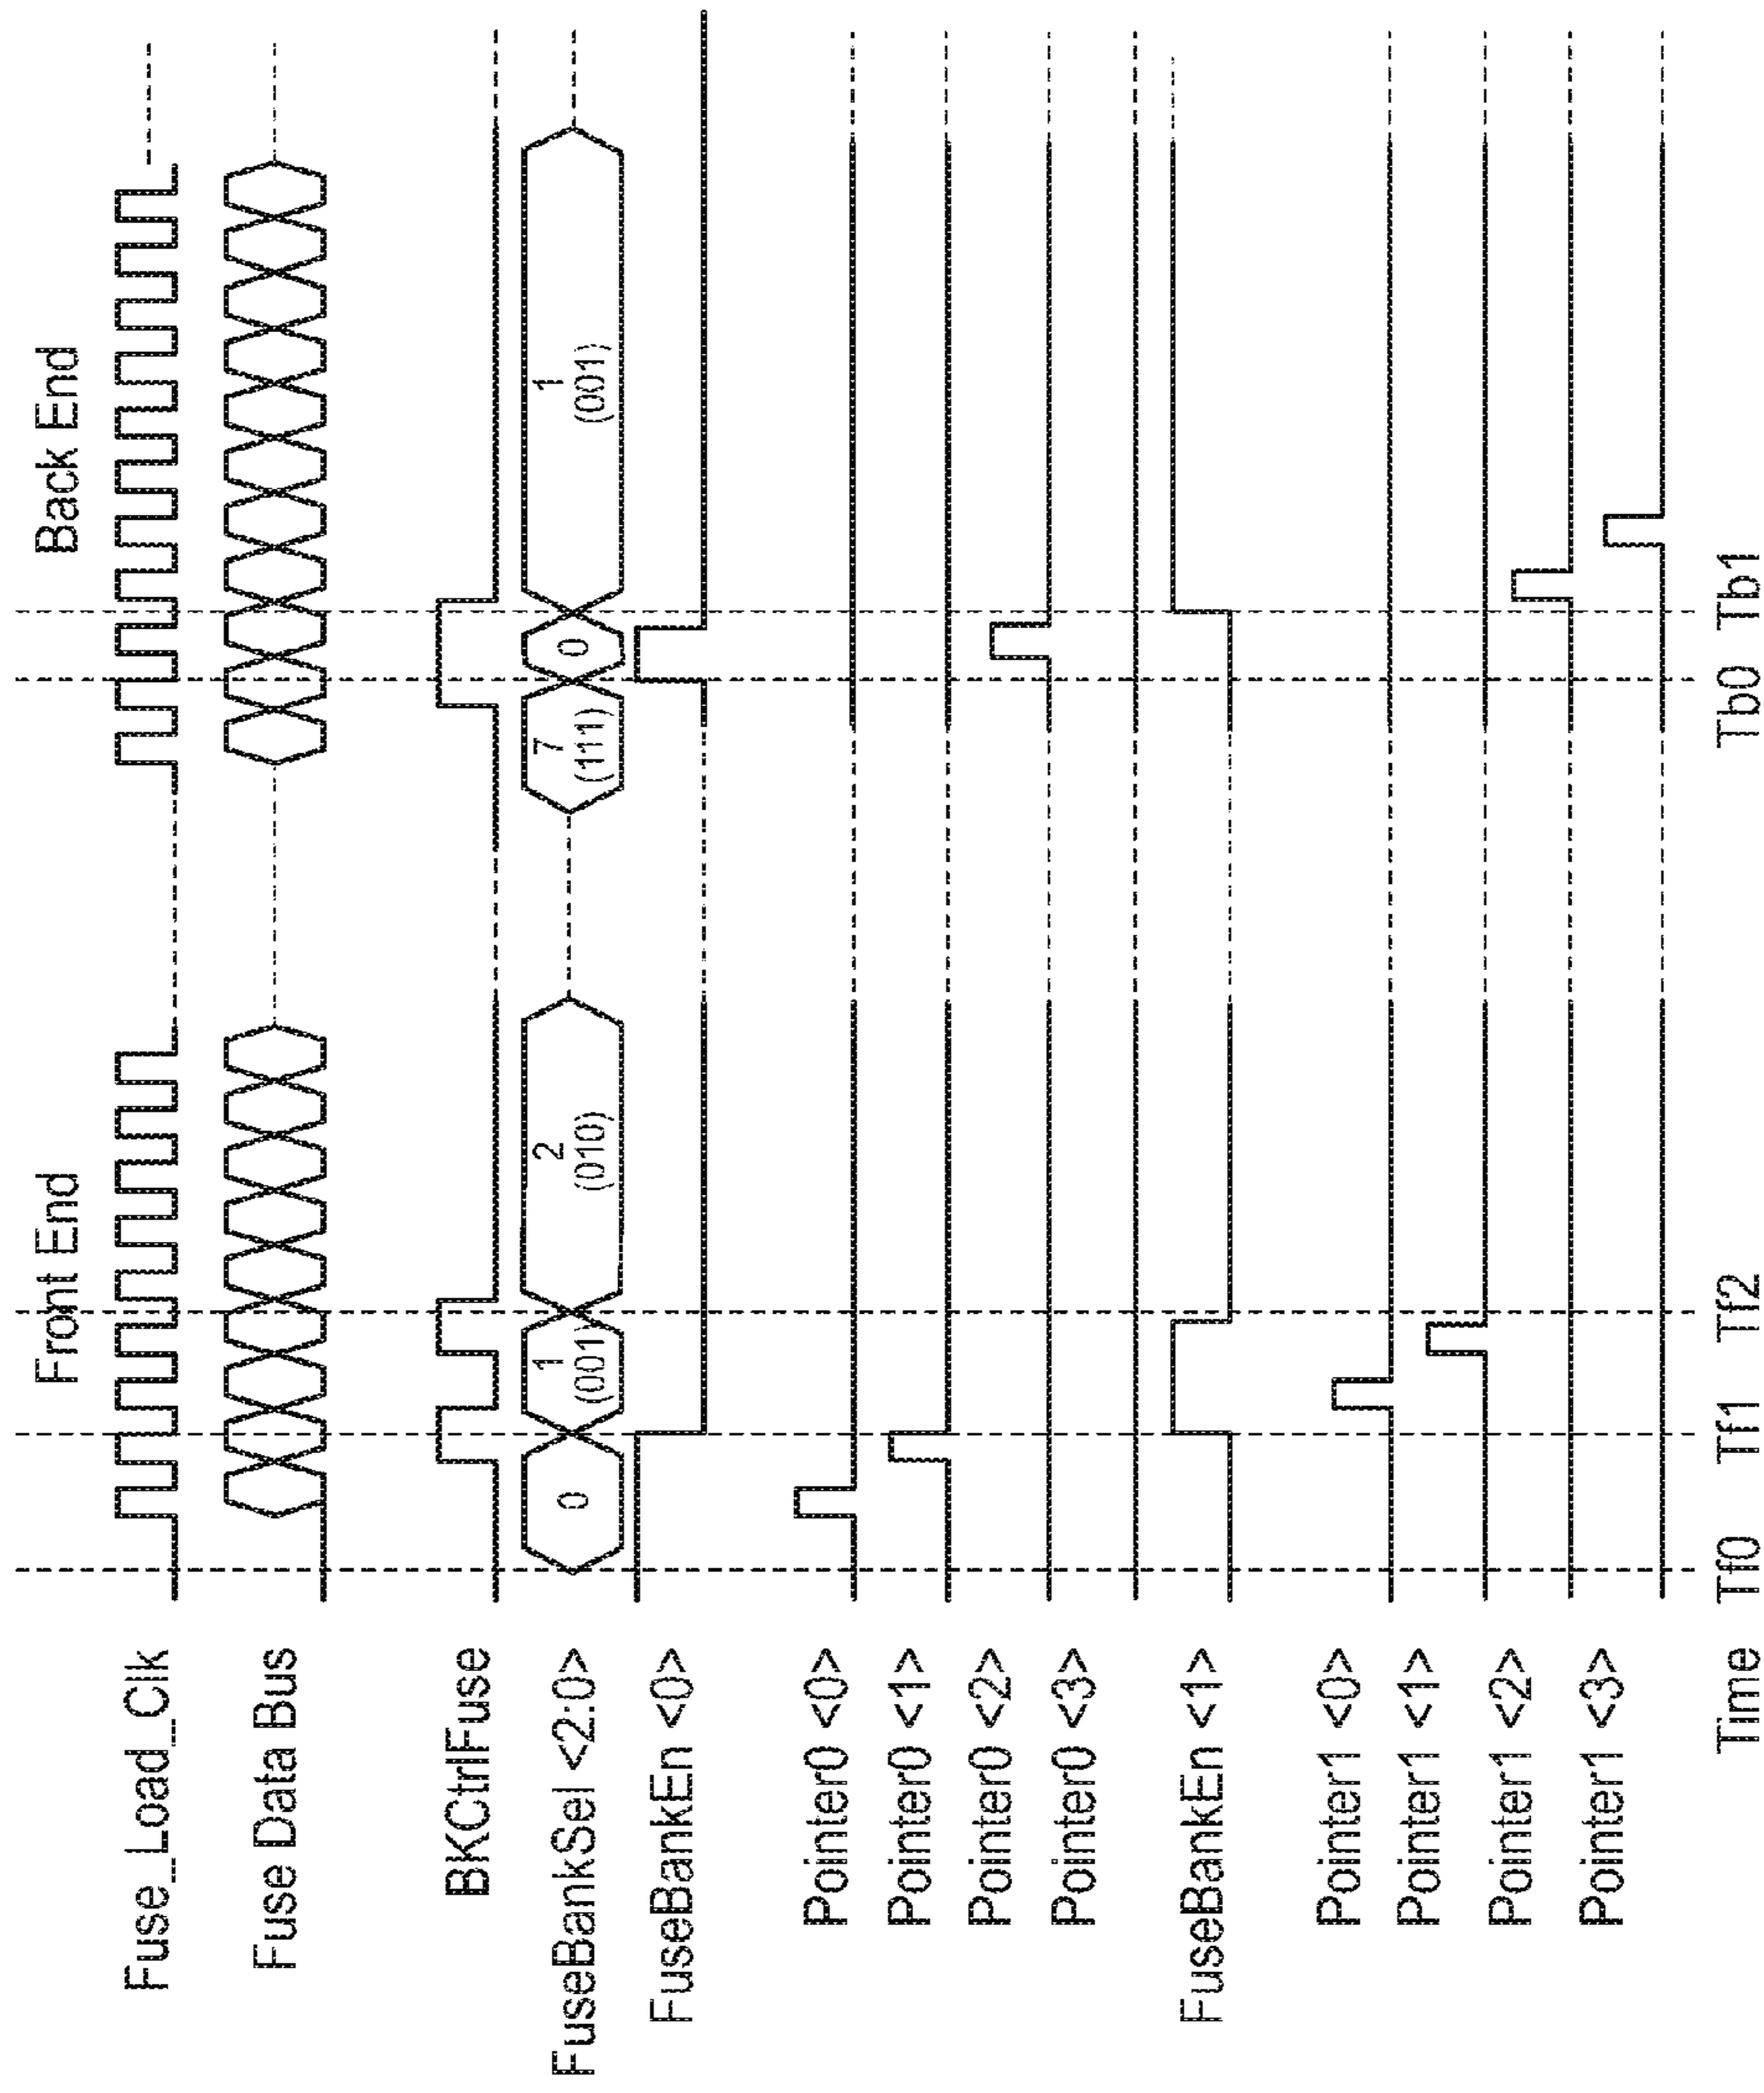 Front End
Back End
Fuse_Load_Clk
Fuse Data Bus
BKCtrlFuse
FuseBankSel <2:0>
0
1
(001)
2
(010)
7
(111)
0
1
(001)
FuseBankEn <0>
Pointer0 <0>
Pointer0 <1>
Pointer0 <2>
Pointer0 <3>
FuseBankEn <1>
Pointer1 <0>
Pointer1 <1>
Pointer1 <2>
Pointer1 <3>
Time Tf0 Tf1 Tf2 Tb0 Tb1